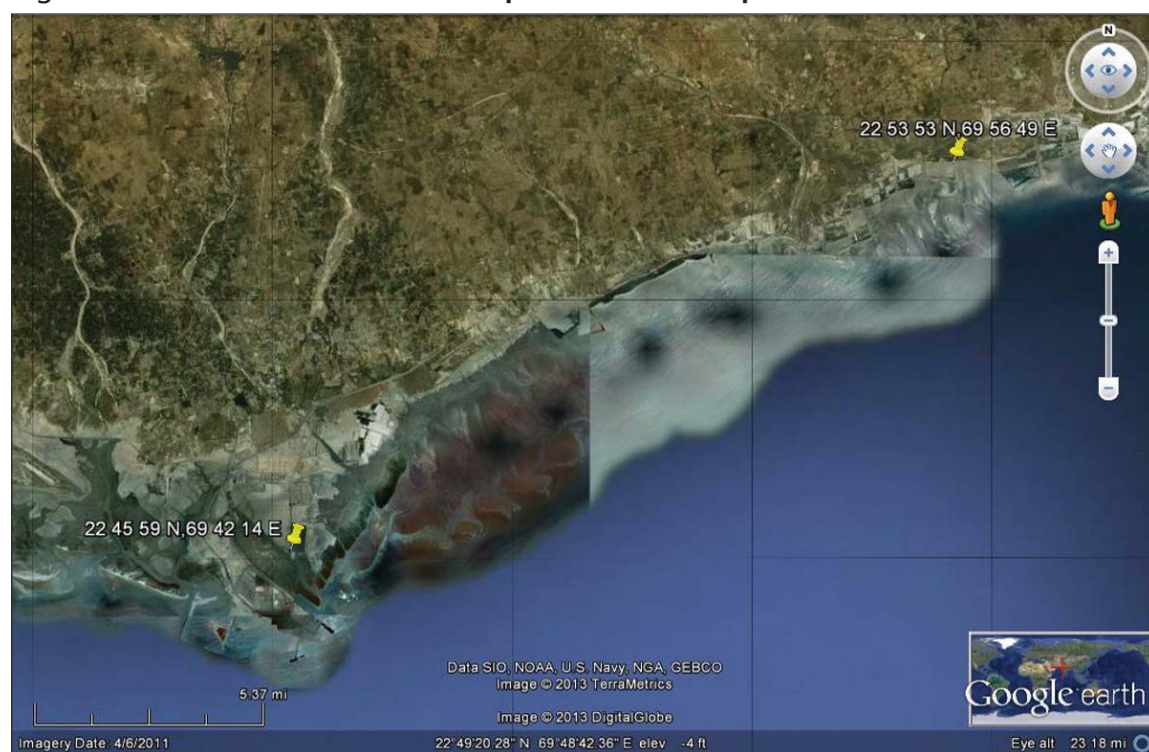 N
22 53 53 N,69 56 49 E
22 45 59 N,69 42 14 E
Data SIO, NOAA, U.S. Navy, NGA, GEBCO
Image © 2013 TerraMetrics
Image © 2013 DigitalGlobe
5.37 mi
Google earth
Imagery Date: 4/6/2011
22°49'20.28" N 69°48'42.36" E elev -4 ft
Eye alt 23.18 mi